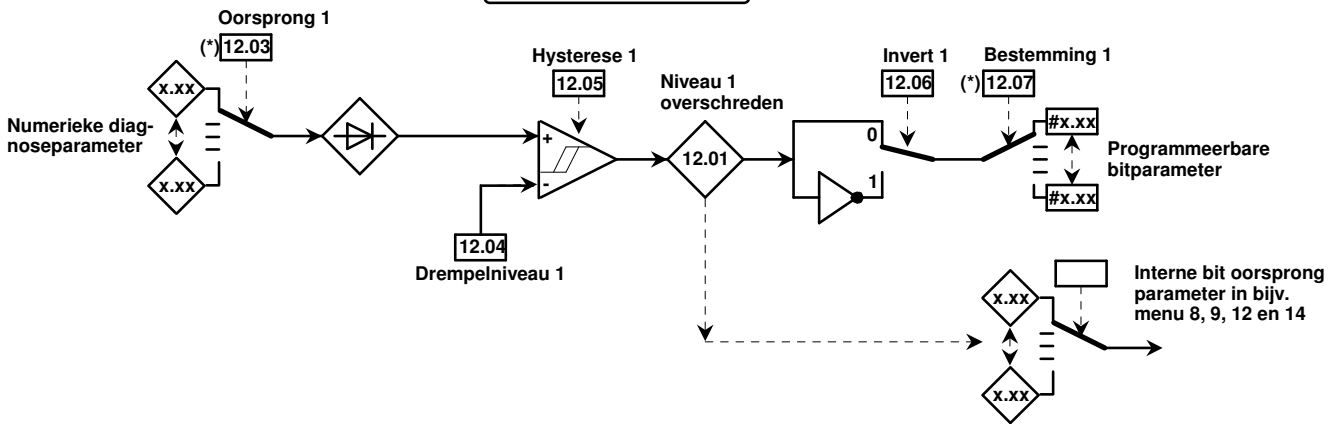 Oorsprong 1
(*) 12.03
x.xx
Numerieke diag-
noseparameter
x.xx
Hysterese 1
12.05
+
-
12.04
Drempelniveau 1
Niveau 1
overschreden
12.01
Invert 1
12.06
0
1
Bestemming 1
(*) 12.07
#x.xx
Programmeerbare
bitparameter
#x.xx
x.xx
x.xx
Interne bit oorsprong
parameter in bijv.
menu 8, 9, 12 en 14